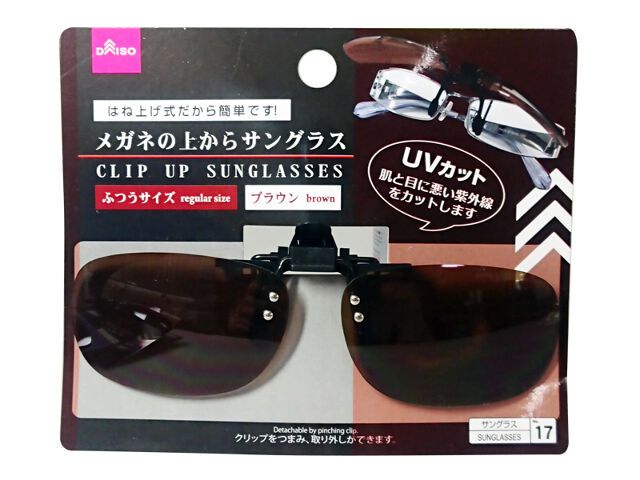 DAISO
はね上げ式だから簡単です!
メガネの上からサングラス
CLIP UP SUNGLASSES
ふつうサイズ regular size
ブラウン brown
UVカット
肌と目に悪い紫外線
をカットします
Detachable by pinching clip.
クリップをつまみ、取り外しができます。
サングラス
SUNGLASSES
No. 17